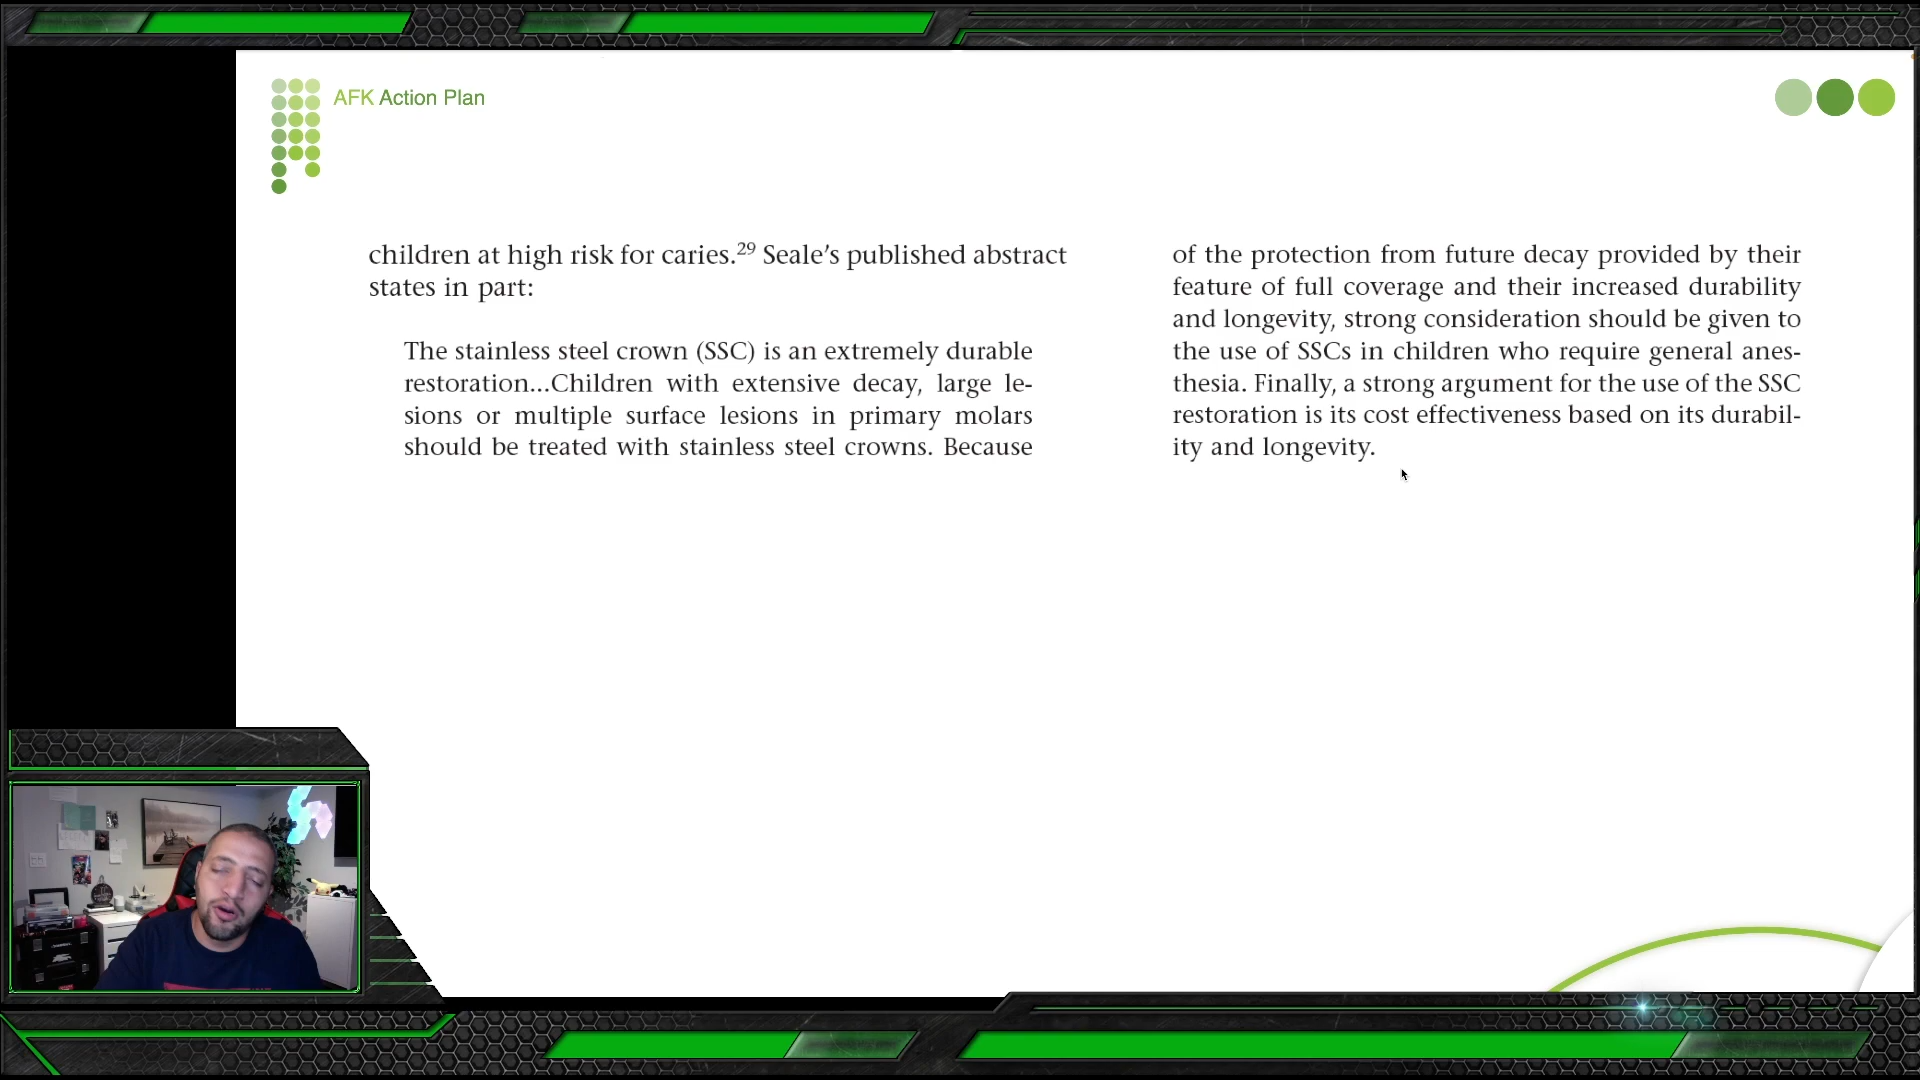 AFK Action Plan
children at high risk for caries.29 Seale’s published abstract
states in part:
The stainless steel crown (SSC) is an extremely durable
restoration...Children with extensive decay, large le-
sions or multiple surface lesions in primary molars
should be treated with stainless steel crowns. Because
of the protection from future decay provided by their
feature of full coverage and their increased durability
and longevity, strong consideration should be given to
the use of SSCs in children who require general anes-
thesia. Finally, a strong argument for the use of the SSC
restoration is its cost effectiveness based on its durabil-
ity and longevity.